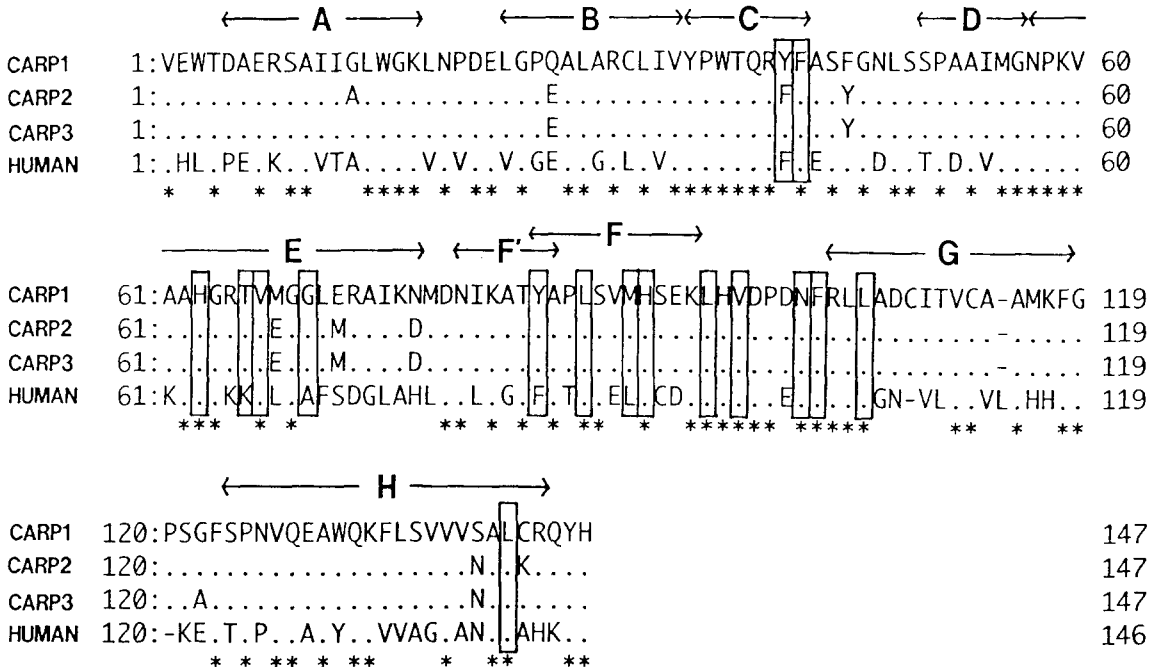 A B C D
CARP1 1:VEWTDAERSAIIGLWGKLNPDELGPQALARCLIVYPWTQRYFASFGNLSSPAAIMGNPKV 60
CARP2 1:............A............E..............F...Y............... 60
CARP3 1:.........................E..................Y............... 60
HUMAN 1:.HL.PE.K..VTA....V.V..V.GE..G.L.V.......F.E...D..T.D.V...... 60
* * * ** **** * ** * ** * * ******* * * * ** * * ******
E F' F G
CARP1 61:AAHGRTVMGGLERAIKNMDNIKATYAPLSVMHSEKLHVDPDNFRLLADCITVCA-AMKFG 119
CARP2 61:.......E...M....D.....................................-..... 119
CARP3 61:.......E...M....D.....................................-..... 119
HUMAN 61:K...KK.L.AFSDGLAHL..L.G.F.T..EL.CD......E.....GN-VL..VL.HH.. 119
*** * * ** * * * ** * ****** ***** ** * **
H
CARP1 120:PSGFSPNVQEAWQKFLSVVVSALCRQYH 147
CARP2 120:....................N..K.... 147
CARP3 120:..A.................N....... 147
HUMAN 120:-KE.T.P..A.Y..VVAG.AN..AHK.. 146
* * ** * ** * ** **